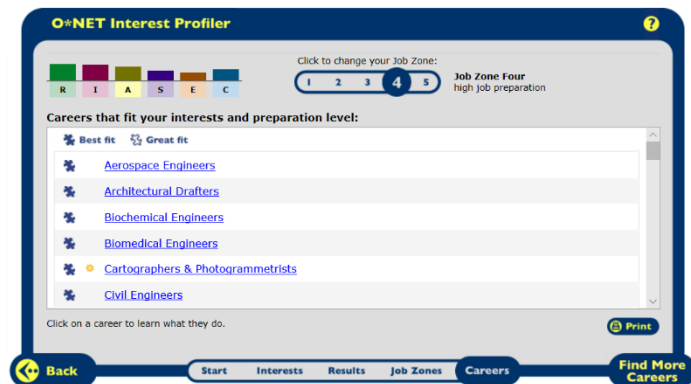 O*NET Interest Profiler
?
Click to change your Job Zone:
R I A S E C
1 2 3 4 5
Job Zone Four
high job preparation
Careers that fit your interests and preparation level:
Best fit Great fit
Aerospace Engineers
Architectural Drafters
Biochemical Engineers
Biomedical Engineers
Cartographers & Photogrammetrists
Civil Engineers
Click on a career to learn what they do.
Print
Back
Start Interests Results Job Zones Careers
Find More
Careers